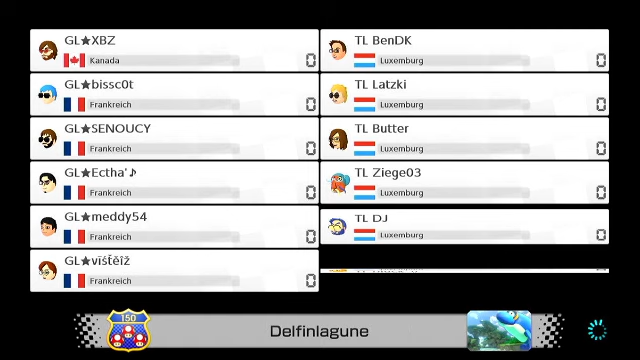 GL★XBZ
Kanada
0
GL★bissc0t
Frankreich
0
GL★SENOUCY
Frankreich
0
GL★Ectha'♪
Frankreich
0
GL★meddy54
Frankreich
0
GL★vïśťêîž
Frankreich
0
TL BenDK
Luxemburg
0
TL Latzki
Luxemburg
0
TL Butter
Luxemburg
0
TL Ziege03
Luxemburg
0
TL DJ
Luxemburg
0
150
Delfinlagune